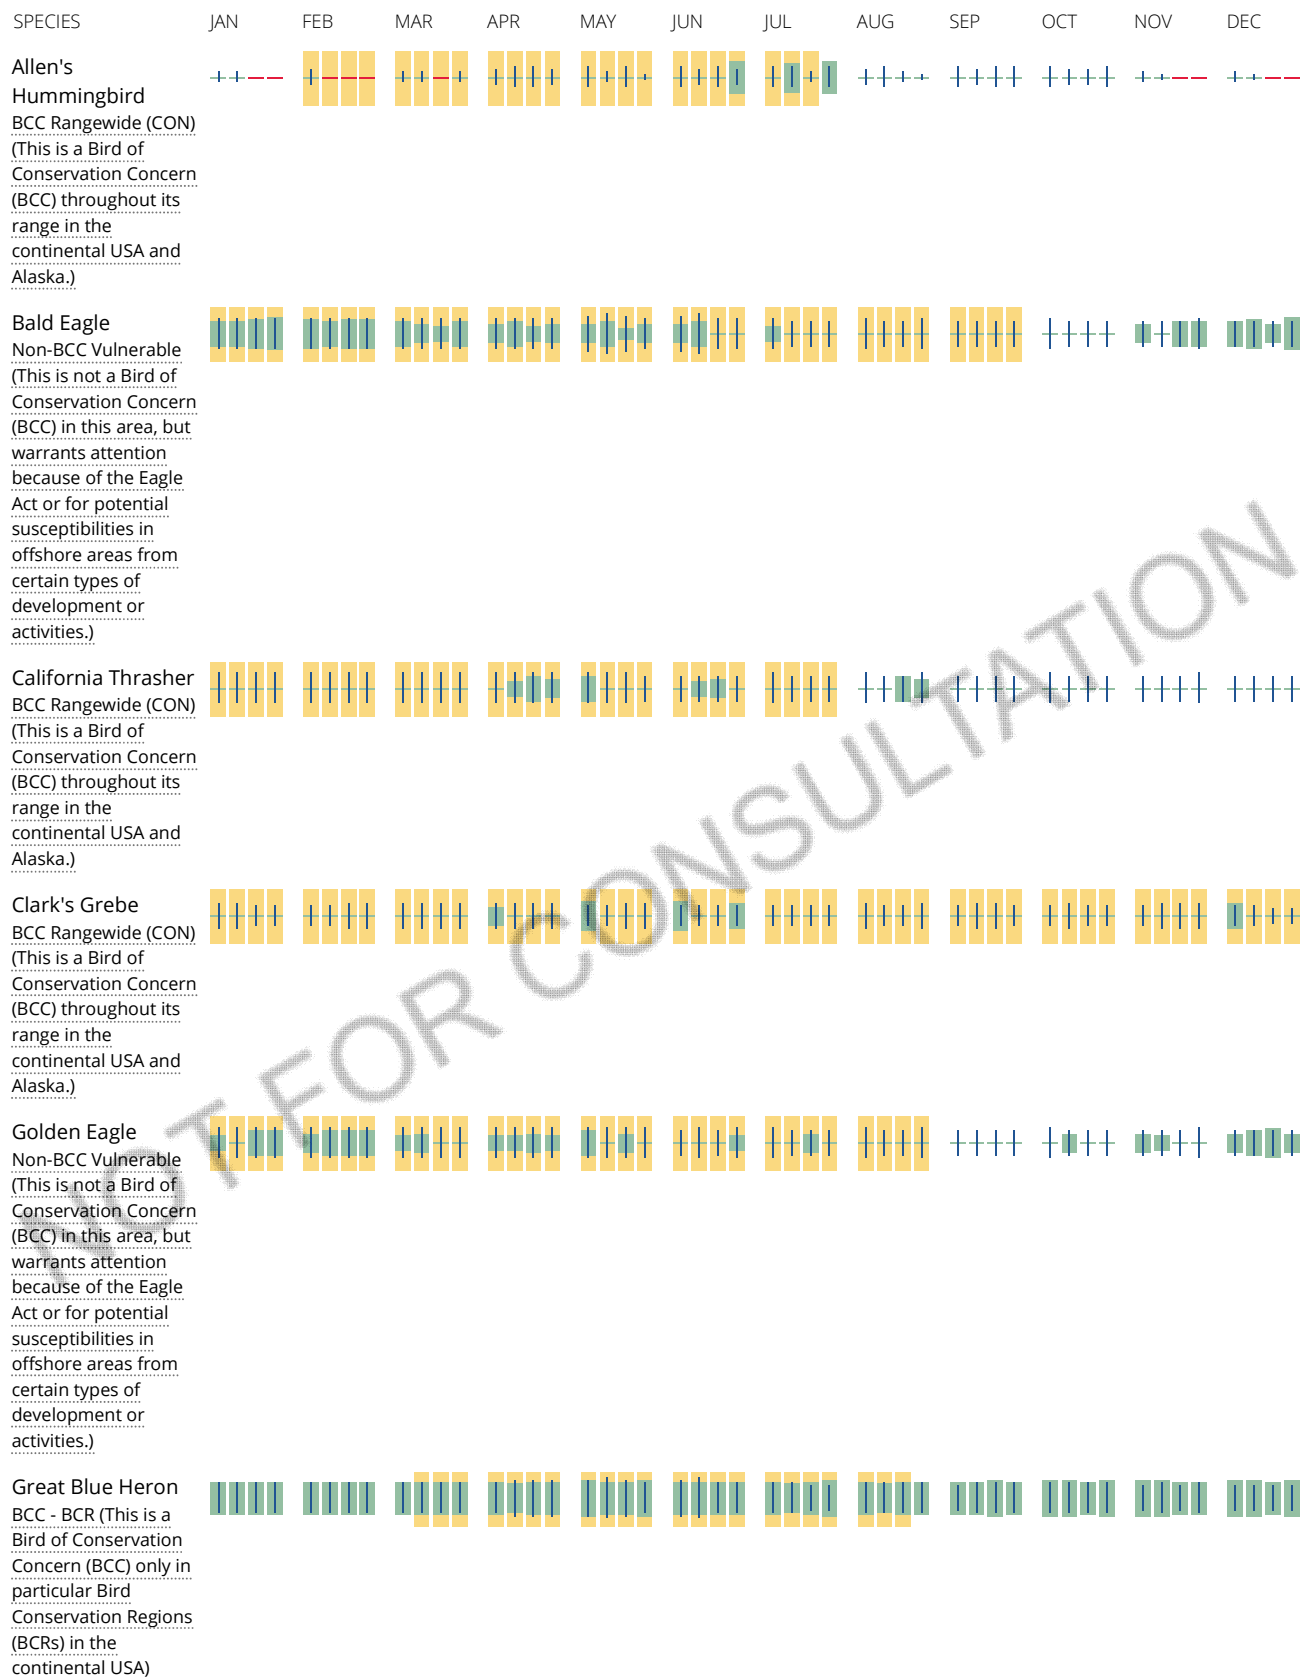 SPECIES JAN FEB MAR APR MAY JUN JUL AUG SEP OCT NOV DEC
Allen's
Hummingbird
BCC Rangewide (CON)
(This is a Bird of
Conservation Concern
(BCC) throughout its
range in the
continental USA and
Alaska.)
Bald Eagle
Non-BCC Vulnerable
(This is not a Bird of
Conservation Concern
(BCC) in this area, but
warrants attention
because of the Eagle
Act or for potential
susceptibilities in
offshore areas from
certain types of
development or
activities.)
California Thrasher
BCC Rangewide (CON)
(This is a Bird of
Conservation Concern
(BCC) throughout its
range in the
continental USA and
Alaska.)
Clark's Grebe
BCC Rangewide (CON)
(This is a Bird of
Conservation Concern
(BCC) throughout its
range in the
continental USA and
Alaska.)
Golden Eagle
Non-BCC Vulnerable
(This is not a Bird of
Conservation Concern
(BCC) in this area, but
warrants attention
because of the Eagle
Act or for potential
susceptibilities in
offshore areas from
certain types of
development or
activities.)
Great Blue Heron
BCC - BCR (This is a
Bird of Conservation
Concern (BCC) only in
particular Bird
Conservation Regions
(BCRs) in the
continental USA)
NOT FOR CONSULTATION